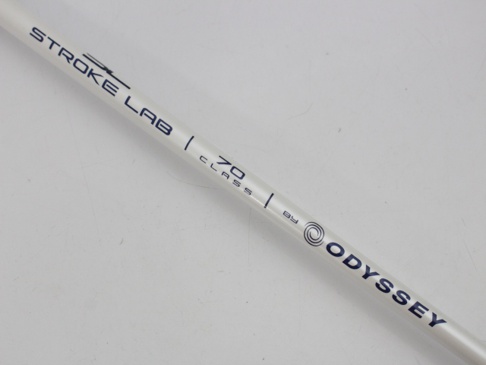 STROKE LAB | 70 CLASS | BY ODYSSEY